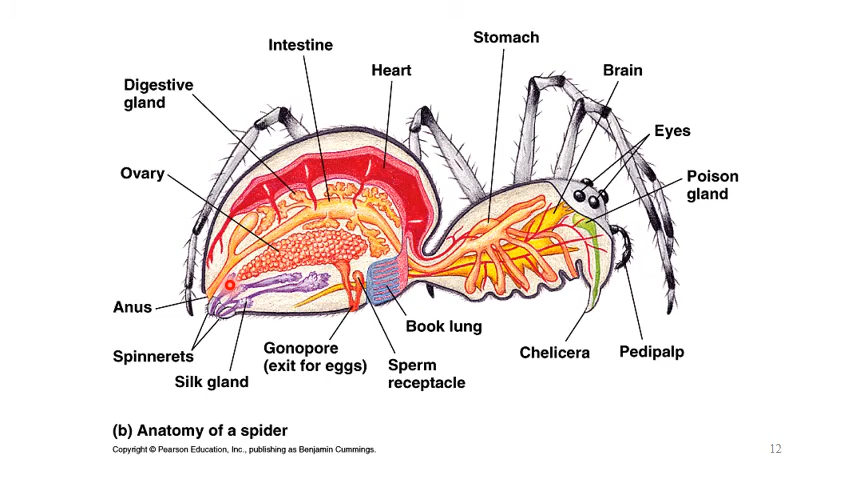 Stomach
Intestine
Heart
Brain
Digestive
gland
Eyes
Ovary
Poison
gland
Anus
Book lung
Spinnerets
Gonopore
(exit for eggs)
Sperm
receptacle
Chelicera
Pedipalp
Silk gland
(b) Anatomy of a spider
Copyright © Pearson Education, Inc., publishing as Benjamin Cummings.
12